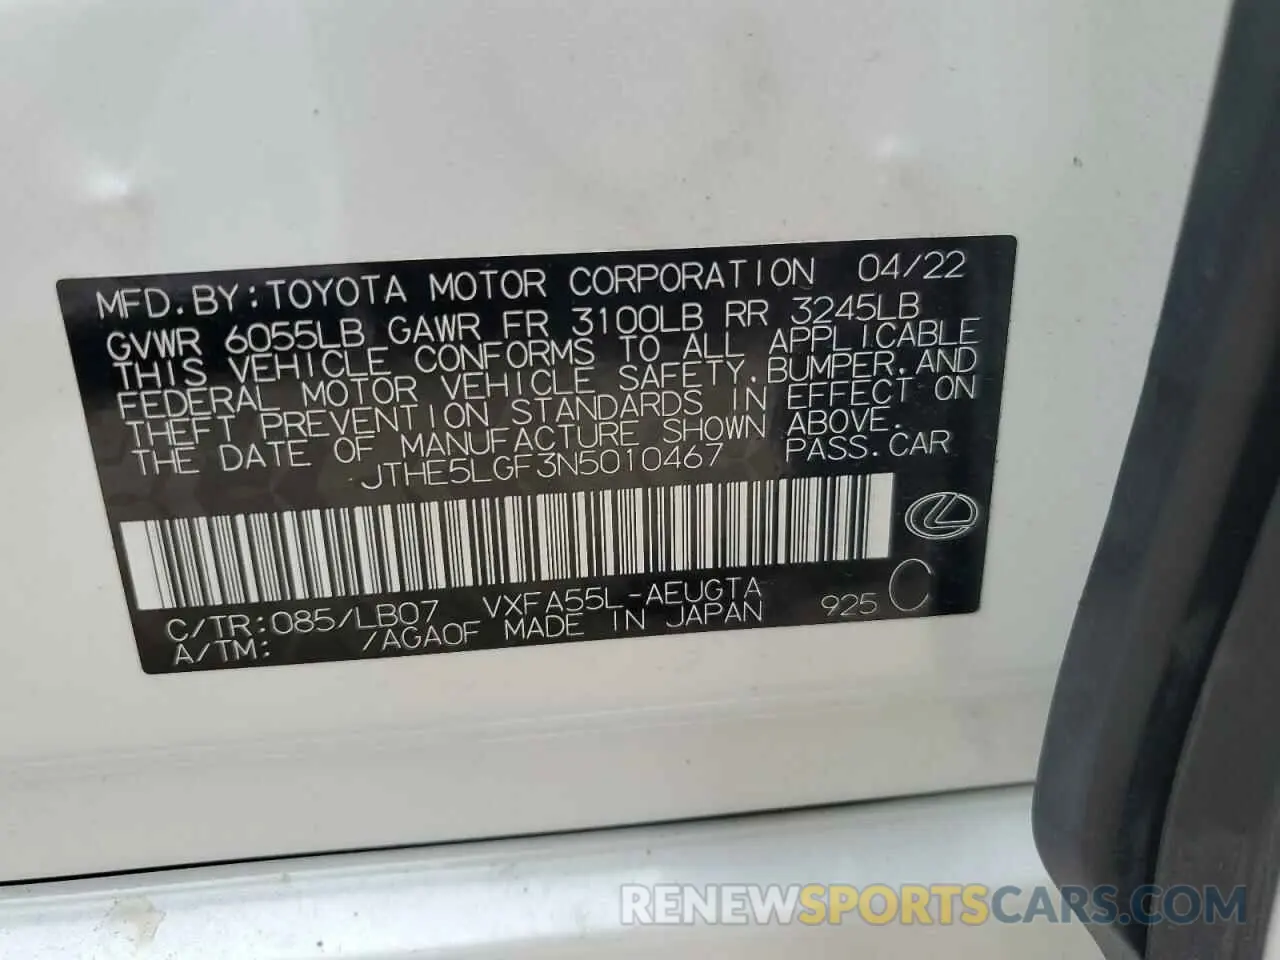 MFD.BY:TOYOTA MOTOR CORPORATION 04/22
GVWR 6055LB GAWR FR 3100LB RR 3245LB
THIS VEHICLE CONFORMS TO ALL APPLICABLE
FEDERAL MOTOR VEHICLE SAFETY,BUMPER,AND
THEFT PREVENTION STANDARDS IN EFFECT ON
THE DATE OF MANUFACTURE SHOWN ABOVE.
JTHE5LGF3N5010467 PASS.CAR
C/TR:085/LB07 VXFA55L-AEUGTA 925 C
A/TM: /AGA0F MADE IN JAPAN
RENEWSPORTSCARS.COM